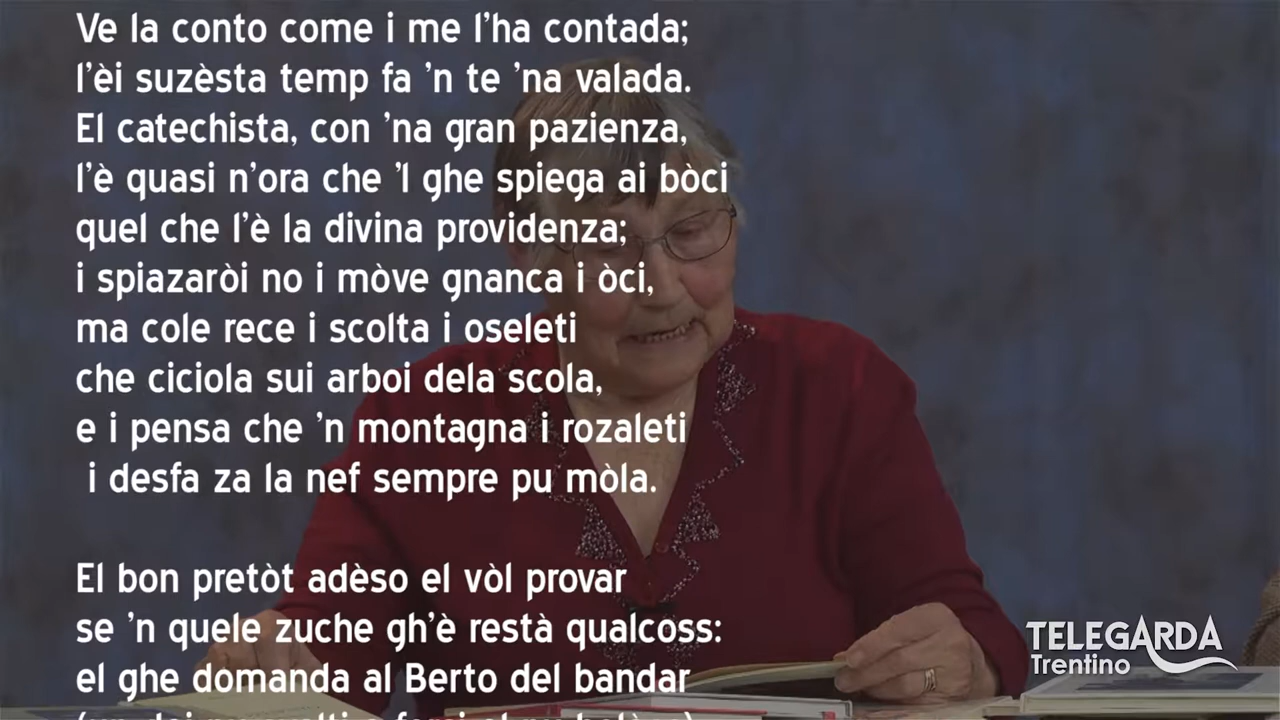 Ve la conto come i me l'ha contada;
l'èi suzèsta temp fa 'n te 'na valada.
El catechista, con 'na gran pazienza,
l'è quasi n'ora che 'l ghe spiega ai bòci
quel che l'è la divina providenza;
i spiazaròi no i mòve gnanca i òci,
ma cole rece i scolta i oseleti
che ciciola sui arboi dela scola,
e i pensa che 'n montagna i rozaleti
i desfa za la nef sempre pu mòla.
El bon pretòt adèso el vòl provar
se 'n quele zuche gh'è restà qualcoss:
el ghe domanda al Berto del bandar
TELEGARDA
Trentino